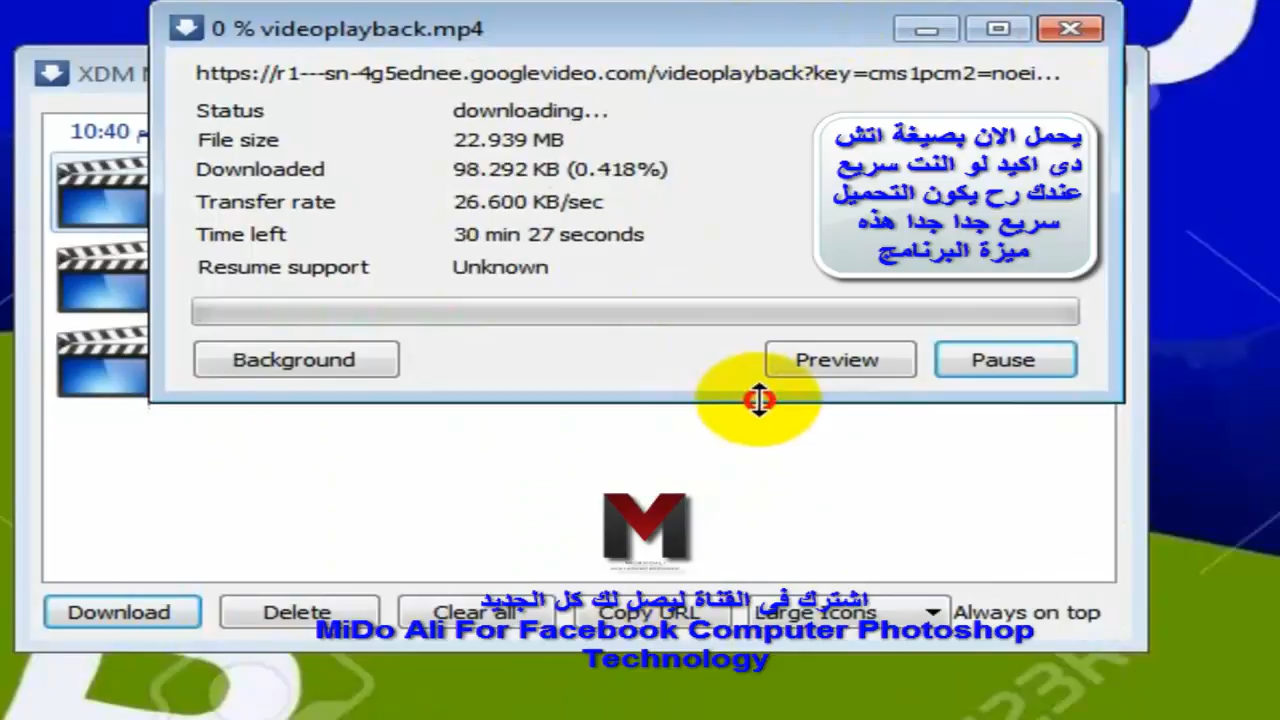 0 % videoplayback.mp4
XDM
https://r1---sn-4g5ednee.googlevideo.com/videoplayback?key=cms1pcm2=noei...
Status downloading...
File size 22.939 MB
Downloaded 98.292 KB (0.418%)
Transfer rate 26.600 KB/sec
Time left 30 min 27 seconds
Resume support Unknown
10:40 م
يحمل الان بصيغة اتش
دى اكيد لو النت سريع
عندك رح يكون التحميل
سريع جدا جدا هذه
ميزة البرنامج
Background Preview Pause
M
Download Delete Clear all Copy URL Large Icons Always on top
اشترك في القناة ليصل لك كل الجديد
MiDo Ali For Facebook Computer Photoshop
Technology